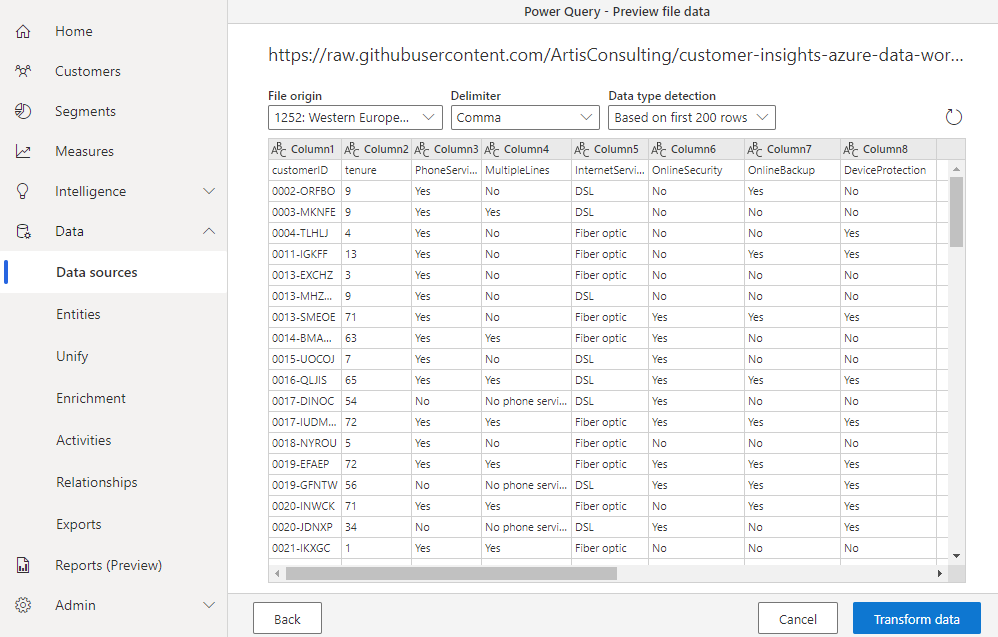 Power Query - Preview file data
Home
Customers
Segments
Measures
Intelligence
Data
Data sources
Entities
Unify
Enrichment
Activities
Relationships
Exports
Reports (Preview)
Admin
https://raw.githubusercontent.com/ArtisConsulting/customer-insights-azure-data-wor...
File origin Delimiter Data type detection
1252: Western Europe... Comma Based on first 200 rows
ABC Column1 ABC Column2 ABC Column3 ABC Column4 ABC Column5 ABC Column6 ABC Column7 ABC Column8
customerID tenure PhoneServi... MultipleLines InternetServi... OnlineSecurity OnlineBackup DeviceProtection
0002-ORFBO 9 Yes No DSL No Yes No
0003-MKNFE 9 Yes Yes DSL No No No
0004-TLHLJ 4 Yes No Fiber optic No No Yes
0011-IGKFF 13 Yes No Fiber optic No Yes Yes
0013-EXCHZ 3 Yes No Fiber optic No No No
0013-MHZ... 9 Yes No DSL No No No
0013-SMEOE 71 Yes No Fiber optic Yes Yes Yes
0014-BMA... 63 Yes Yes Fiber optic Yes No No
0015-UOCOJ 7 Yes No DSL Yes No No
0016-QLJIS 65 Yes Yes DSL Yes Yes Yes
0017-DINOC 54 No No phone servi... DSL Yes No No
0017-IUDM... 72 Yes Yes Fiber optic Yes Yes Yes
0018-NYROU 5 Yes No Fiber optic No No No
0019-EFAEP 72 Yes Yes Fiber optic Yes Yes Yes
0019-GFNTW 56 No No phone servi... DSL Yes Yes Yes
0020-INWCK 71 Yes Yes Fiber optic No Yes Yes
0020-JDNXP 34 No No phone servi... DSL Yes No Yes
0021-IKXGC 1 Yes Yes Fiber optic No No No
Back Cancel Transform data